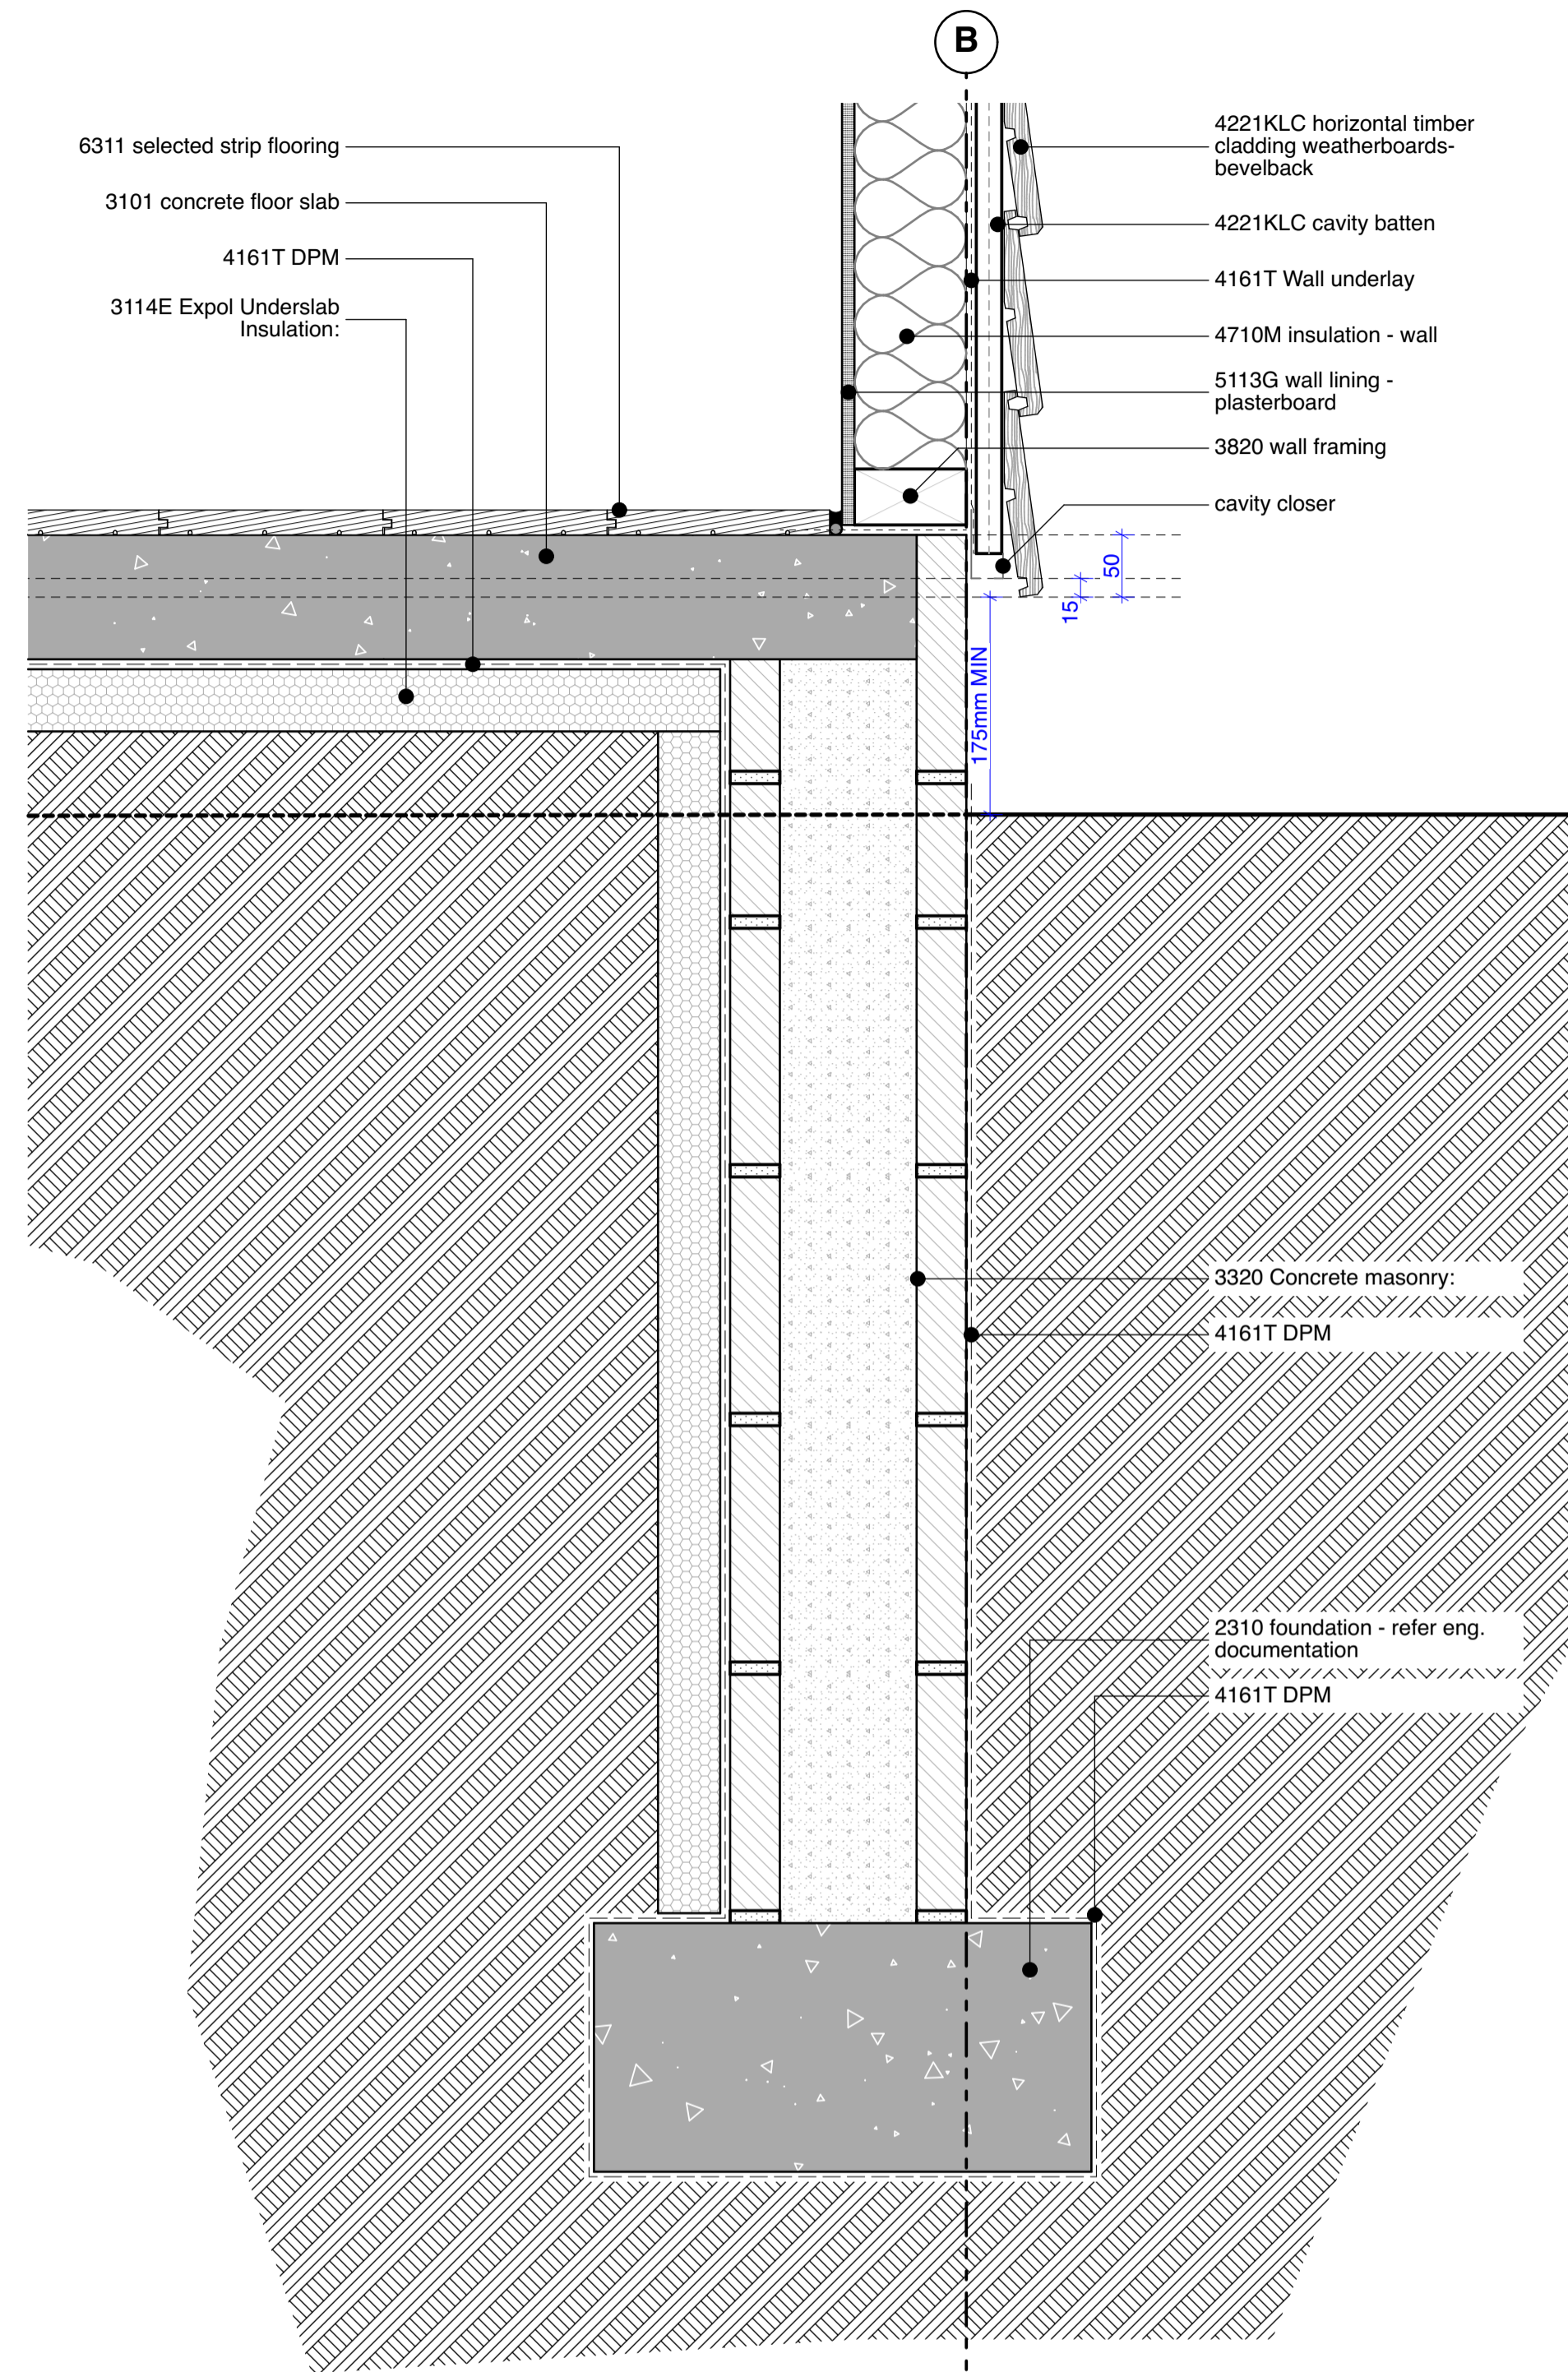 B
6311 selected strip flooring
3101 concrete floor slab
4161T DPM
3114E Expol Underslab
Insulation:
4221KLC horizontal timber
cladding weatherboards-
bevelback
4221KLC cavity batten
4161T Wall underlay
4710M insulation - wall
5113G wall lining -
plasterboard
3820 wall framing
cavity closer
50
15
175mm MIN
3320 Concrete masonry:
4161T DPM
2310 foundation - refer eng.
documentation
4161T DPM